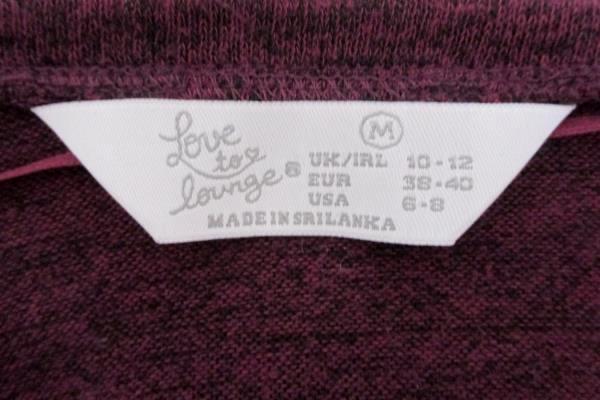 Love
to
lounge®
M
UK/IRL 10-12
EUR 38-40
USA 6-8
MADE IN SRI LANKA